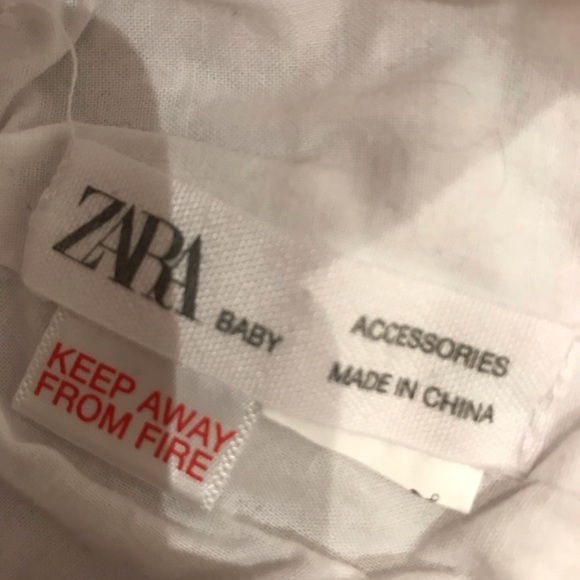 ZARA BABY
ACCESSORIES
MADE IN CHINA
KEEP AWAY
FROM FIRE